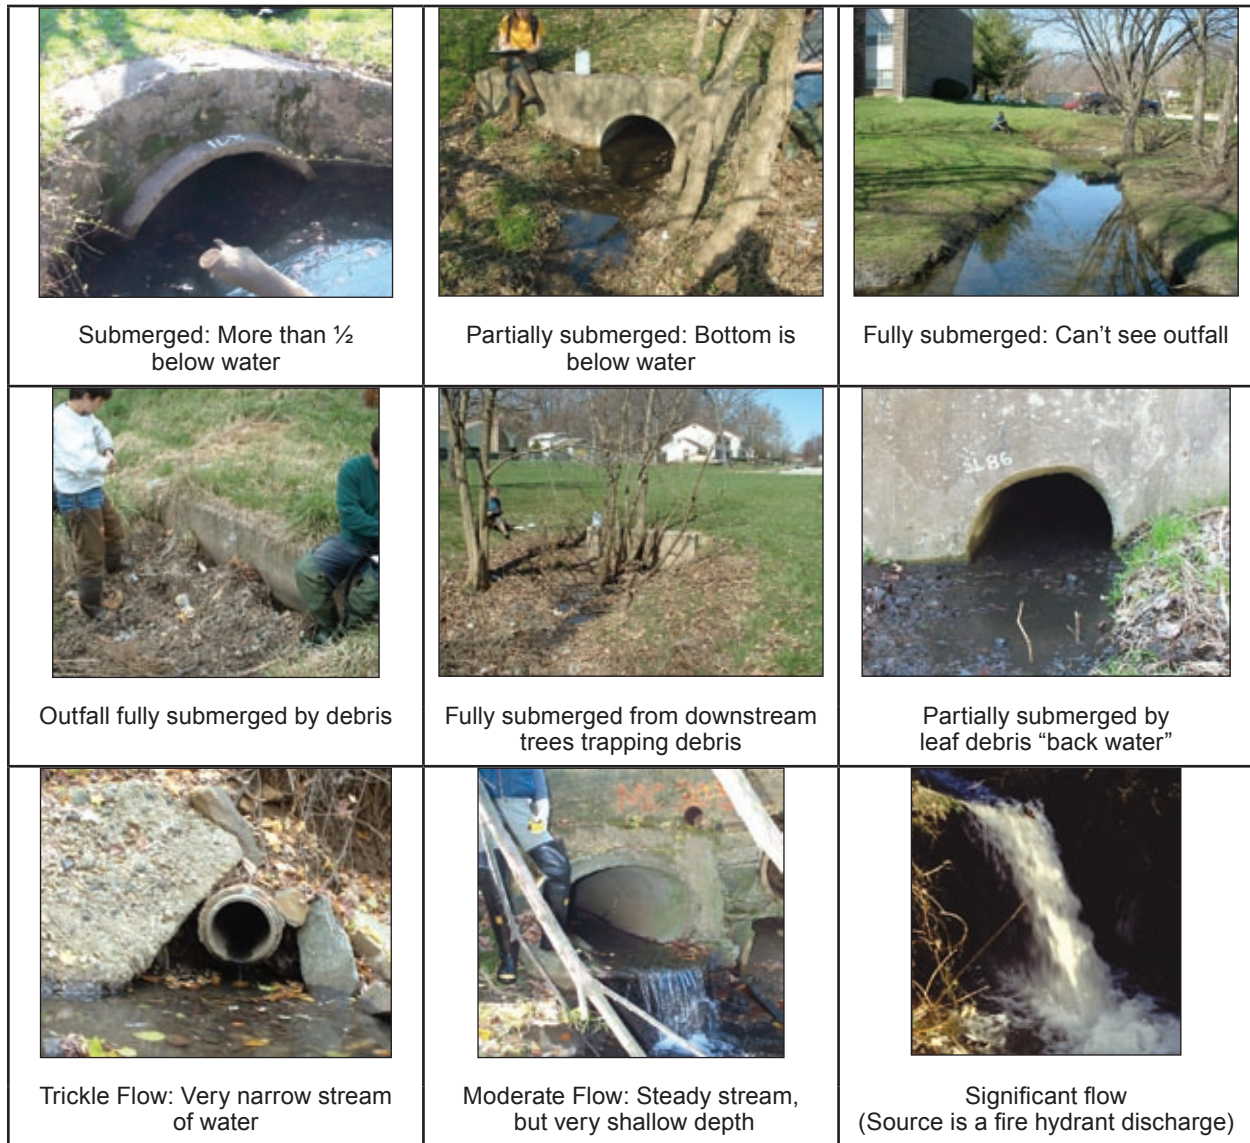 Submerged: More than ½
below water
Partially submerged: Bottom is
below water
Fully submerged: Can't see outfall
SL86
Outfall fully submerged by debris
Fully submerged from downstream
trees trapping debris
Partially submerged by
leaf debris “back water”
Trickle Flow: Very narrow stream
of water
Moderate Flow: Steady stream,
but very shallow depth
Significant flow
(Source is a fire hydrant discharge)